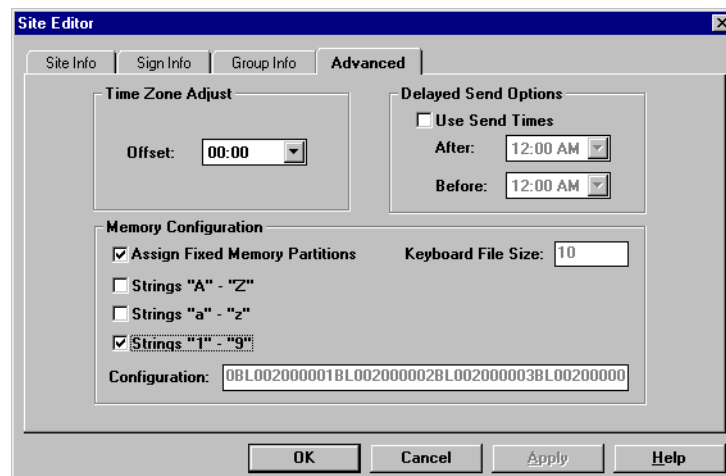 Site Editor
Site Info Sign Info Group Info Advanced
Time Zone Adjust
Offset: 00:00
Delayed Send Options
Use Send Times
After: 12:00 AM
Before: 12:00 AM
Memory Configuration
Assign Fixed Memory Partitions Keyboard File Size: 10
Strings "A" - "Z"
Strings "a" - "z"
Strings "1" - "9"
Configuration: 0BL002000001BL002000002BL002000003BL00200000
OK Cancel Apply Help